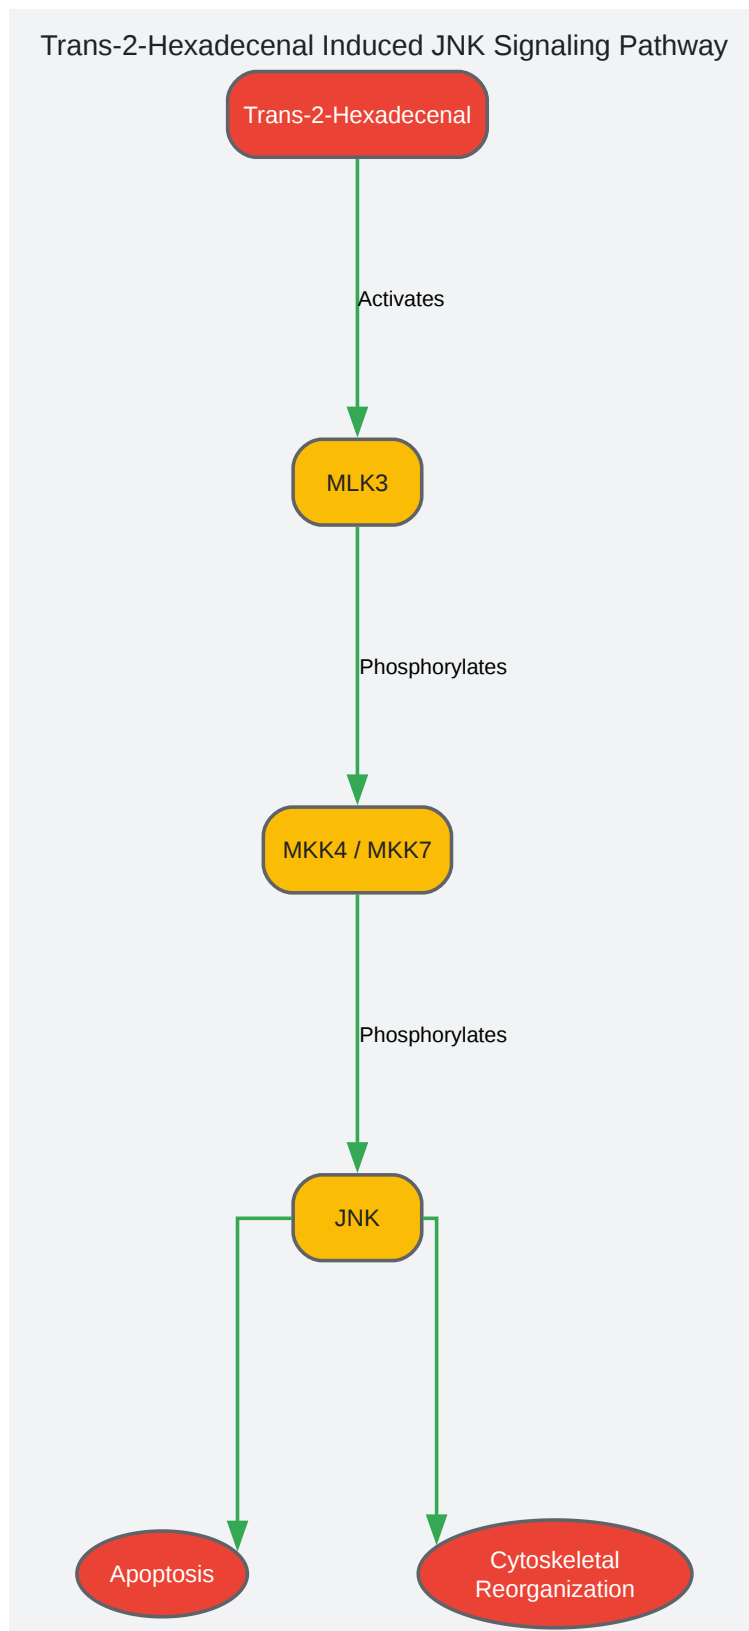 Trans-2-Hexadecenal Induced JNK Signaling Pathway
Trans-2-Hexadecenal
Activates
MLK3
Phosphorylates
MKK4 / MKK7
Phosphorylates
JNK
Apoptosis
Cytoskeletal
Reorganization